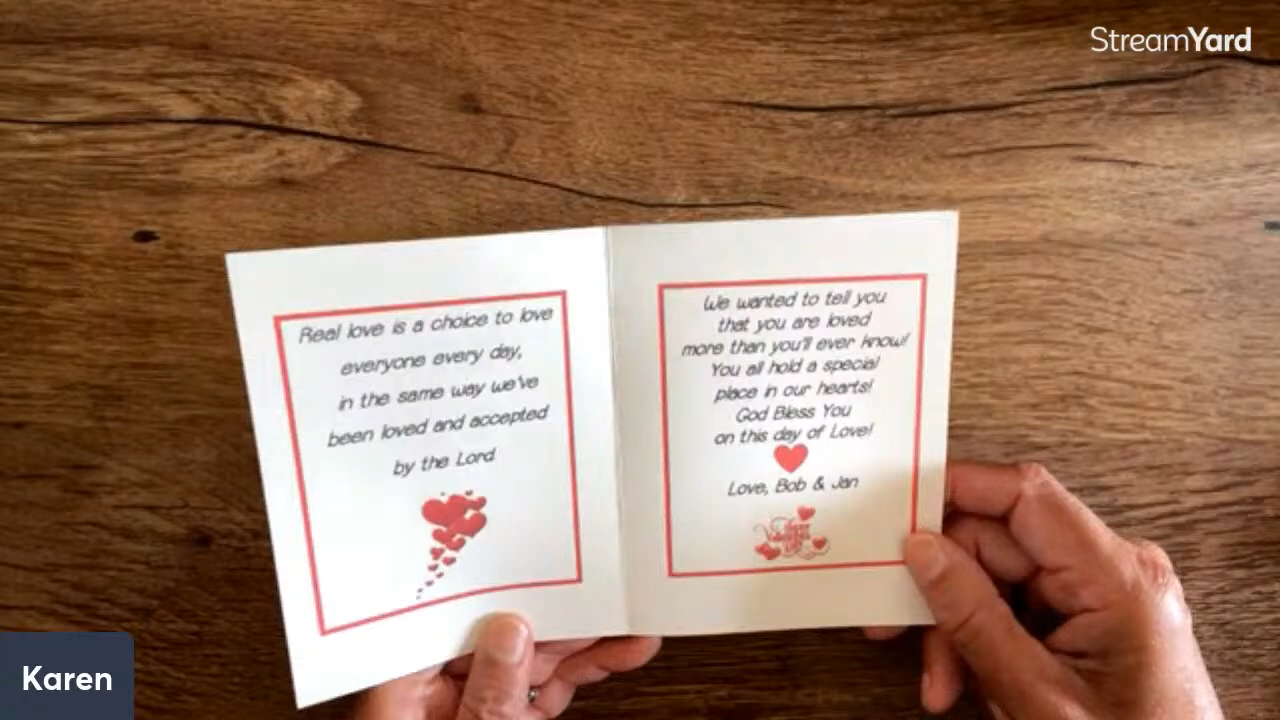 StreamYard
Real love is a choice to love
everyone every day,
in the same way we've
been loved and accepted
by the Lord
We wanted to tell you
that you are loved
more than you'll ever know!
You all hold a special
place in our hearts!
God Bless You
on this day of Love!
Love, Bob & Jan
Happy
Valentine's
Day
Karen